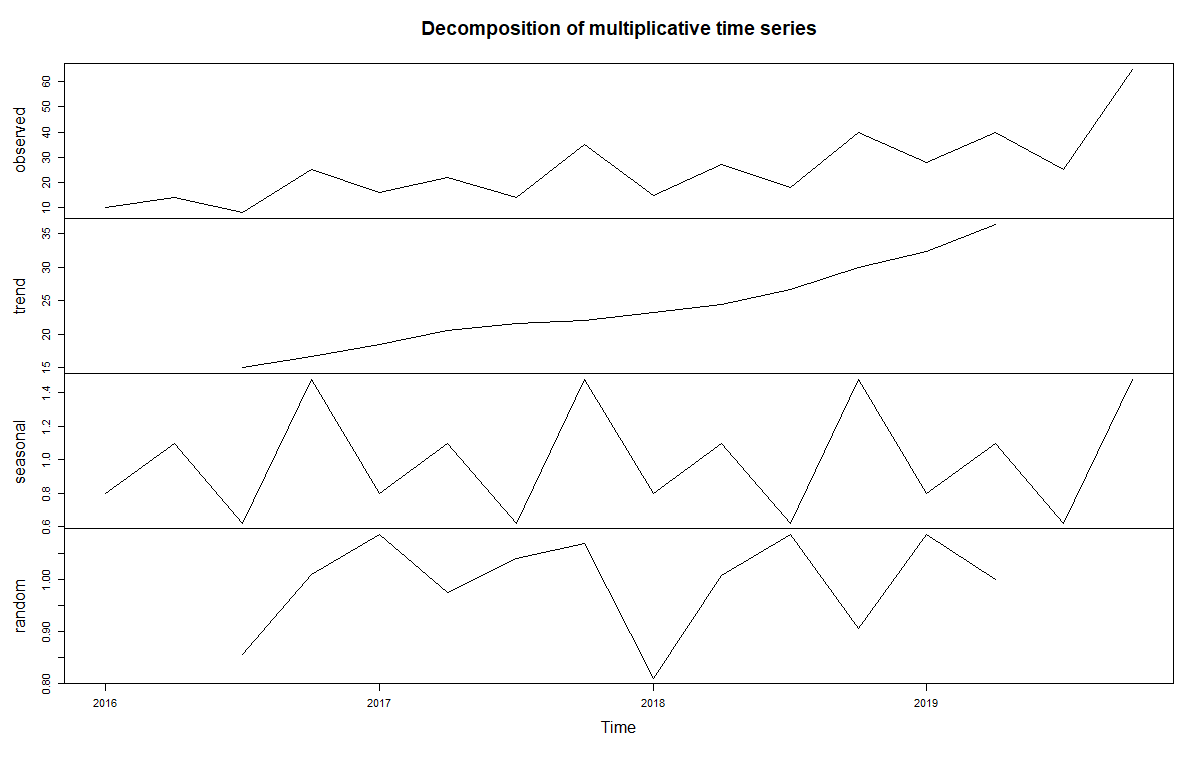 Decomposition of multiplicative time series
observed
10 20 30 40 50 60
trend
15 20 25 30 35
seasonal
0.6 0.8 1.0 1.2 1.4
random
0.80 0.90 1.00
2016 2017 2018 2019
Time